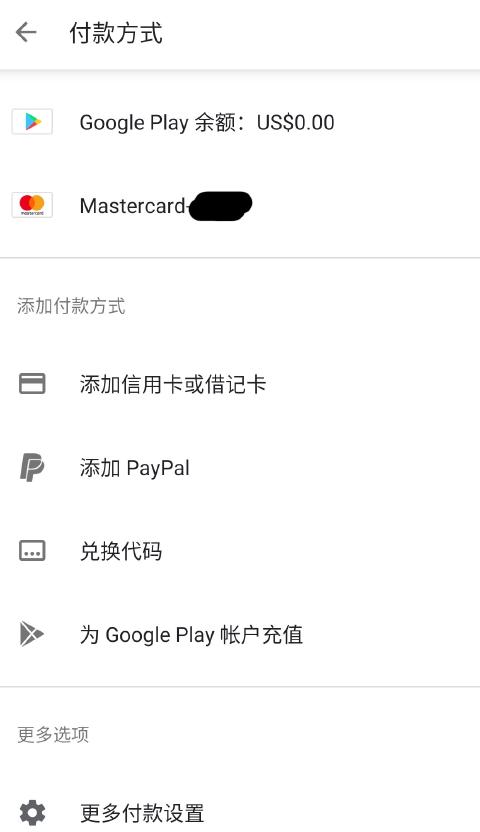 付款方式
Google Play 余额：US$0.00
mastercard
Mastercard-
添加付款方式
添加信用卡或借记卡
添加 PayPal
兑换代码
为 Google Play 帐户充值
更多选项
更多付款设置